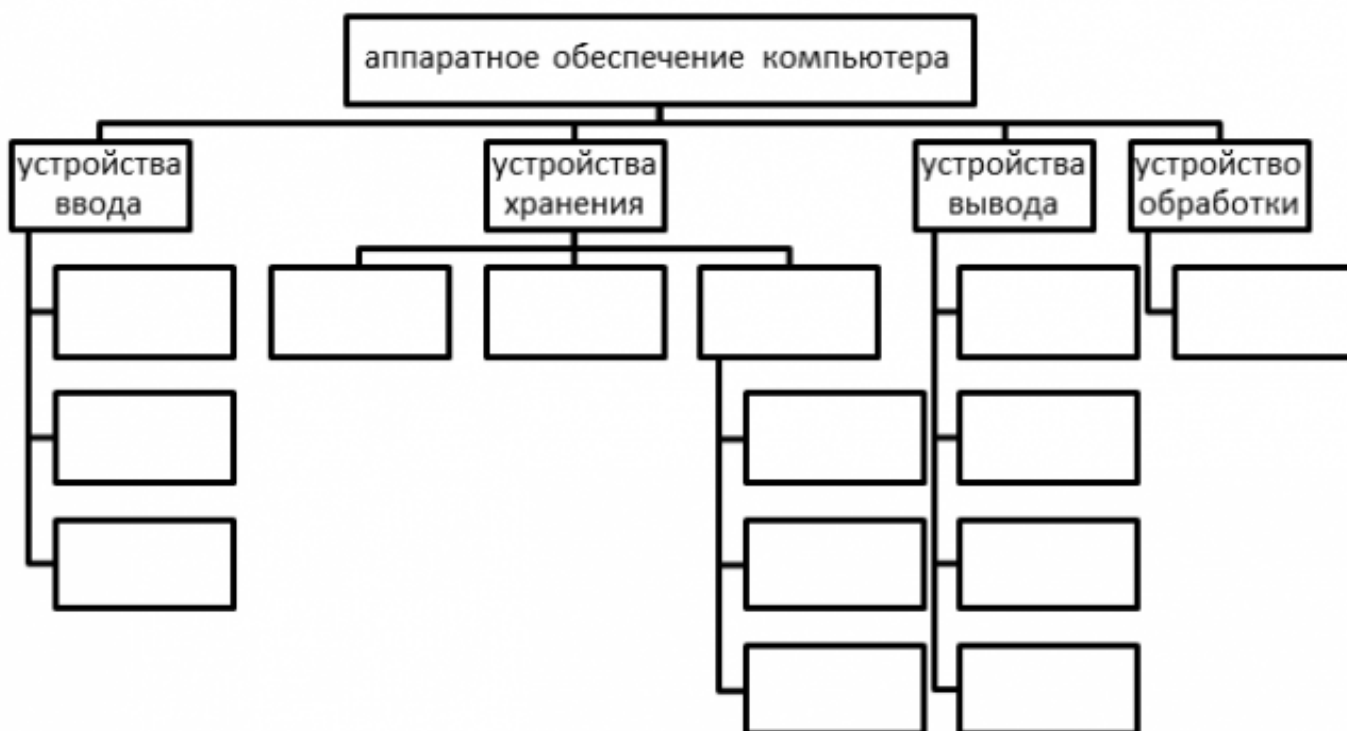 аппаратное обеспечение компьютера
устройства
ввода
устройства
хранения
устройства
вывода
устройство
обработки